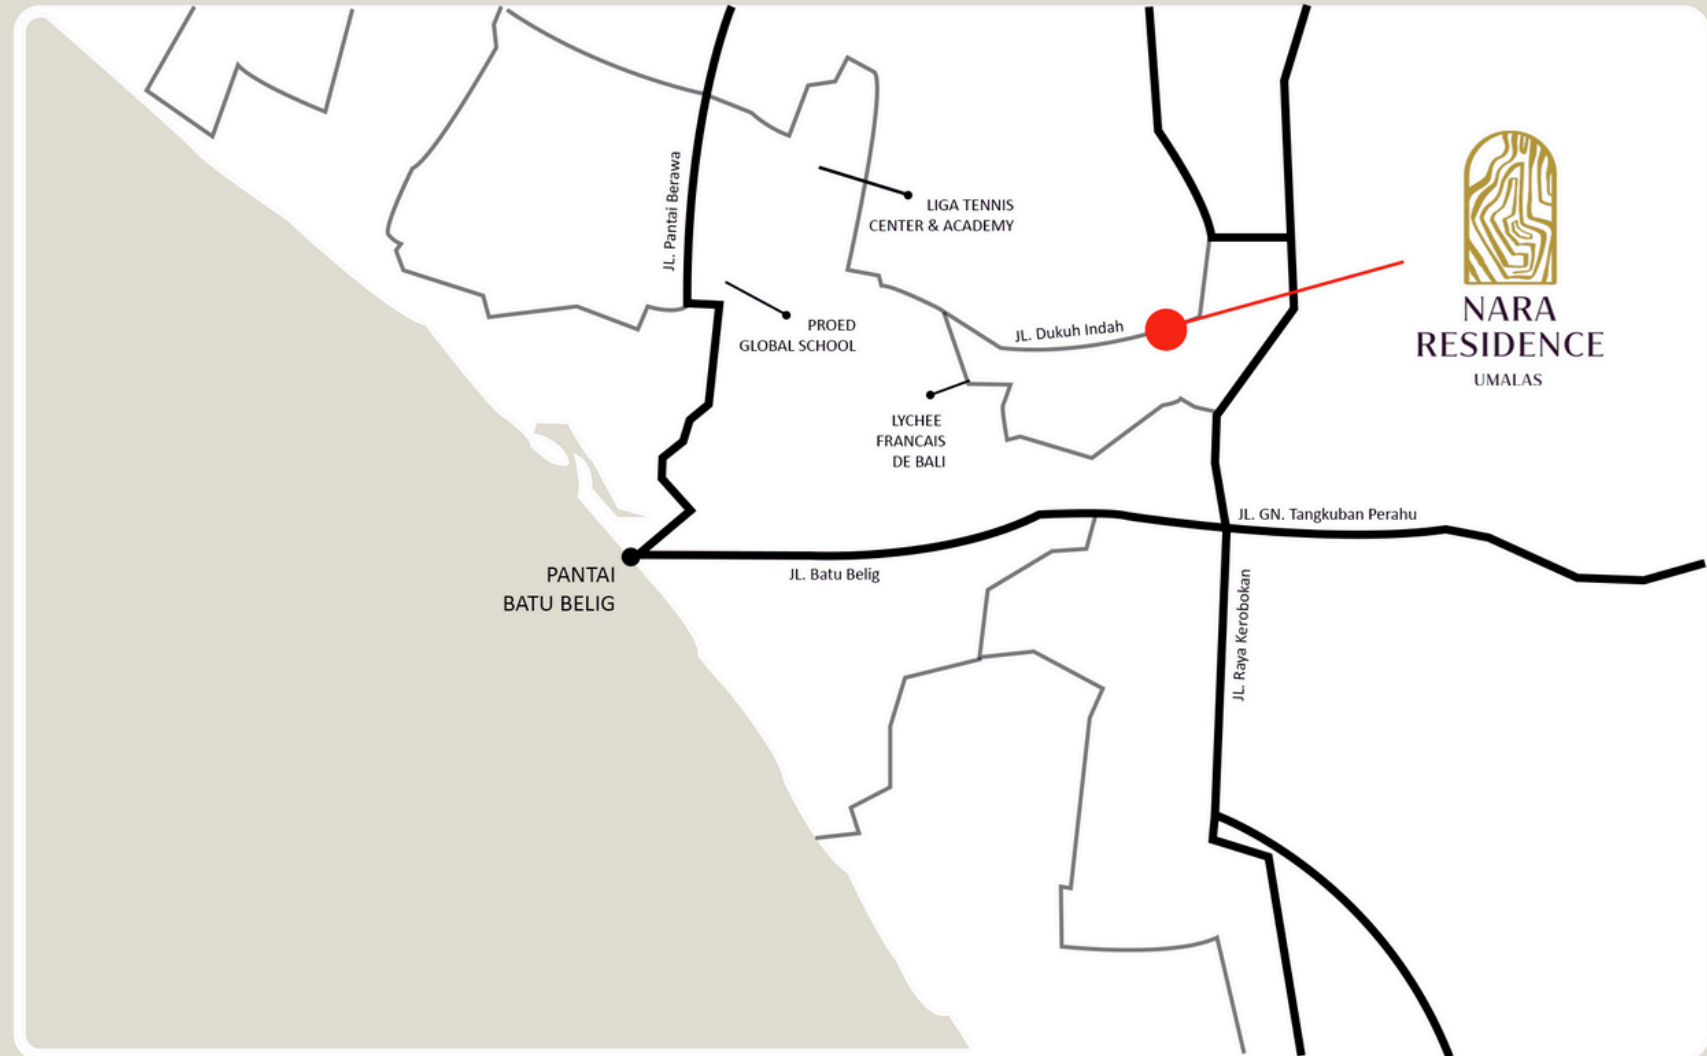 JL. Pantai Berawa
LIGA TENNIS
CENTER & ACADEMY
PROED
GLOBAL SCHOOL
JL. Dukuh Indah
NARA
RESIDENCE
UMALAS
LYCHEE
FRANCAIS
DE BALI
JL. GN. Tangkuban Perahu
PANTAI
BATU BELIG
JL. Batu Belig
JL. Raya Kerobokan